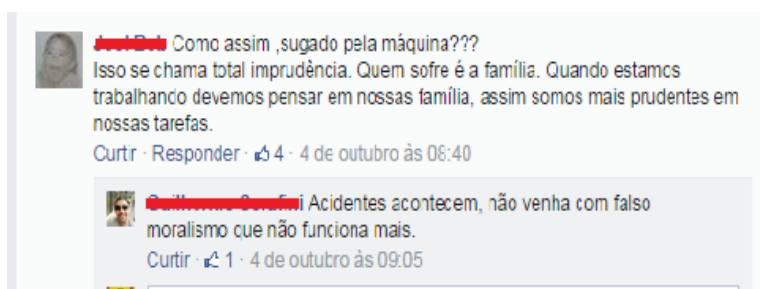 Como assim ,sugado pela máquina???
Isso se chama total imprudência. Quem sofre é a família. Quando estamos
trabalhando devemos pensar em nossas família, assim somos mais prudentes em
nossas tarefas.
Curtir · Responder · 4 · 4 de outubro às 08:40
Acidentes acontecem, não venha com falso
moralismo que não funciona mais.
Curtir · 1 · 4 de outubro às 09:05